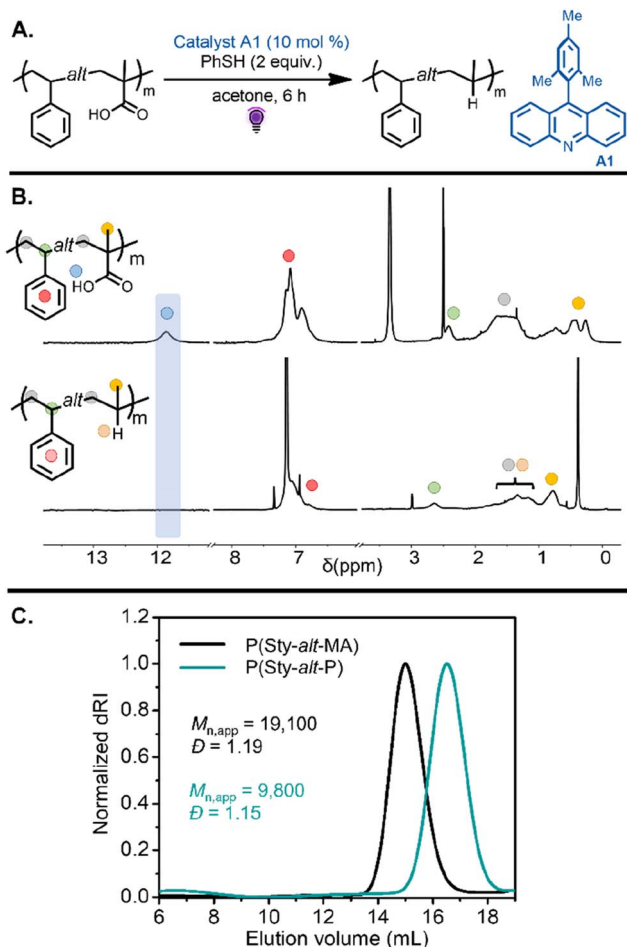 A.
alt
m
HO
O
Catalyst A1 (10 mol %)
PhSH (2 equiv.)
acetone, 6 h
alt
m
H
Me
Me
Me
N
A1
B.
alt
m
HO
O
alt
m
H
13
12
8
7
3
2
1
0
δ(ppm)
C.
1.2
1.0
0.8
0.6
0.4
0.2
0.0
Normalized dRI
P(Sty-alt-MA)
P(Sty-alt-P)
Mn,app = 19,100
Đ = 1.19
Mn,app = 9,800
Đ = 1.15
6 8 10 12 14 16 18
Elution volume (mL)